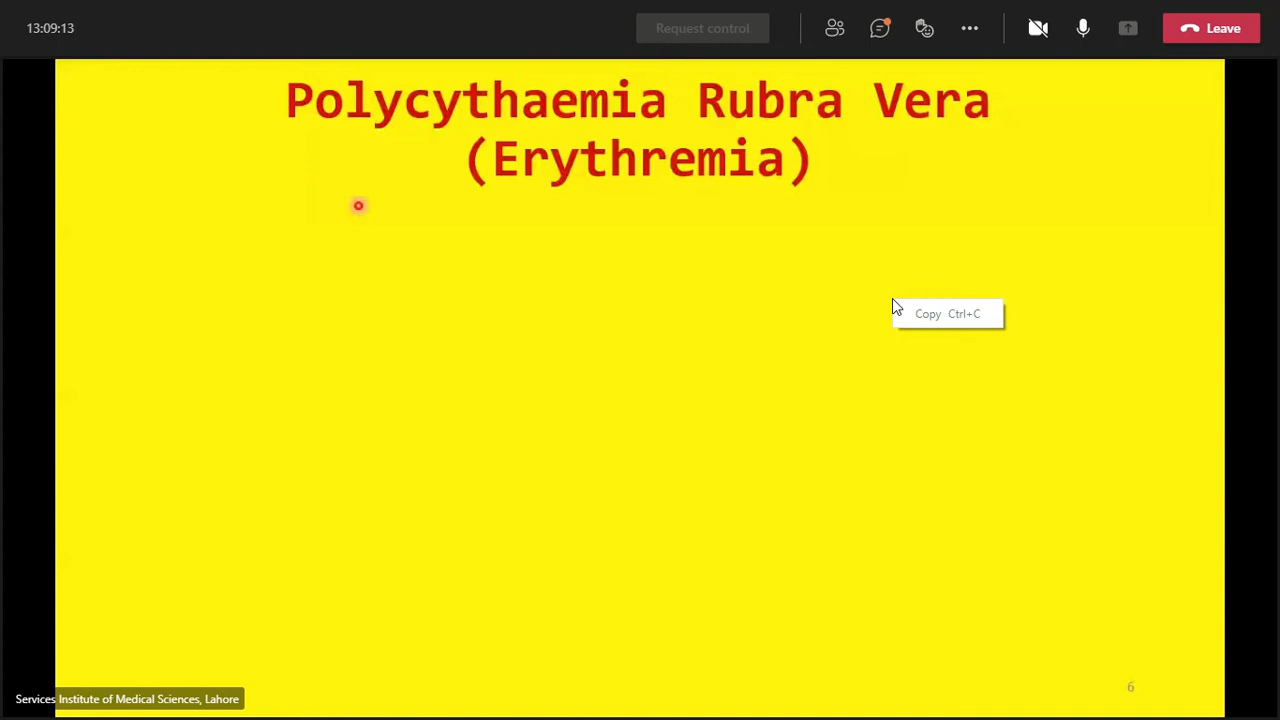 13:09:13
Request control
Leave
Polycythaemia Rubra Vera
(Erythremia)
Copy Ctrl+C
6
Services Institute of Medical Sciences, Lahore